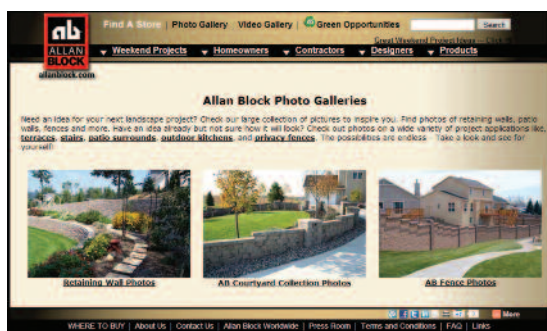 ab
Find A Store | Photo Gallery Video Gallery | Green Opportunities Search
Great Weekend Project Ideas
ALLAN BLOCK
Weekend Projects Homeowners Contractors Designers Products
allanblock.com
Allan Block Photo Galleries
Need an idea for your next landscape project? Check our large collection of pictures to inspire you. Find photos of retaining walls, patio
walls, fences and more. Have an idea already but not sure how it will look? Check out photos on a wide variety of project applications like,
terraces, stairs, patio surrounds, outdoor kitchens, and privacy fences. The possibilities are endless - Take a look and see for
yourself!
Retaining Wall Photos AB Courtyard Collection Photos AB Fence Photos
More
WHERE TO BUY | About Us | Contact Us | Allan Block Worldwide | Press Room | Terms and Conditions | FAQ | Links